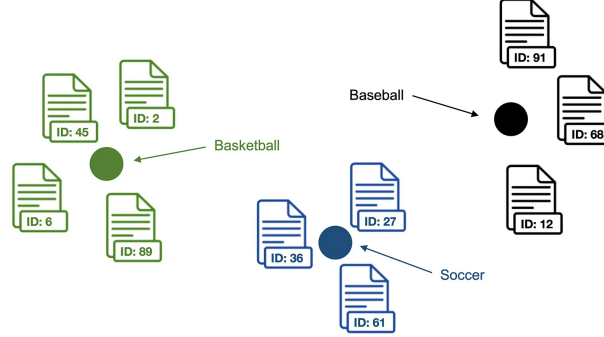 ID: 91
Baseball
ID: 68
ID: 2
ID: 45
Basketball
ID: 6
ID: 27
ID: 12
ID: 89
ID: 36
Soccer
ID: 61